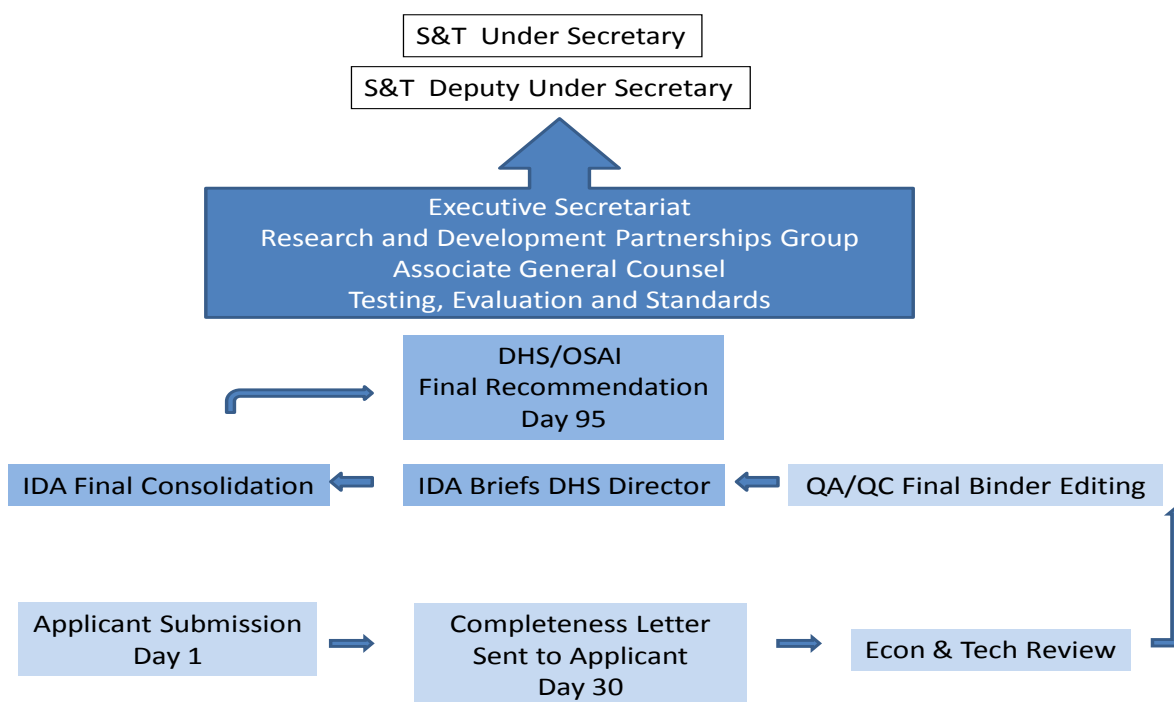 S&T Under Secretary
S&T Deputy Under Secretary
Executive Secretariat
Research and Development Partnerships Group
Associate General Counsel
Testing, Evaluation and Standards
DHS/OSAI
Final Recommendation
Day 95
IDA Final Consolidation
IDA Briefs DHS Director
QA/QC Final Binder Editing
Applicant Submission
Day 1
Completeness Letter
Sent to Applicant
Day 30
Econ & Tech Review